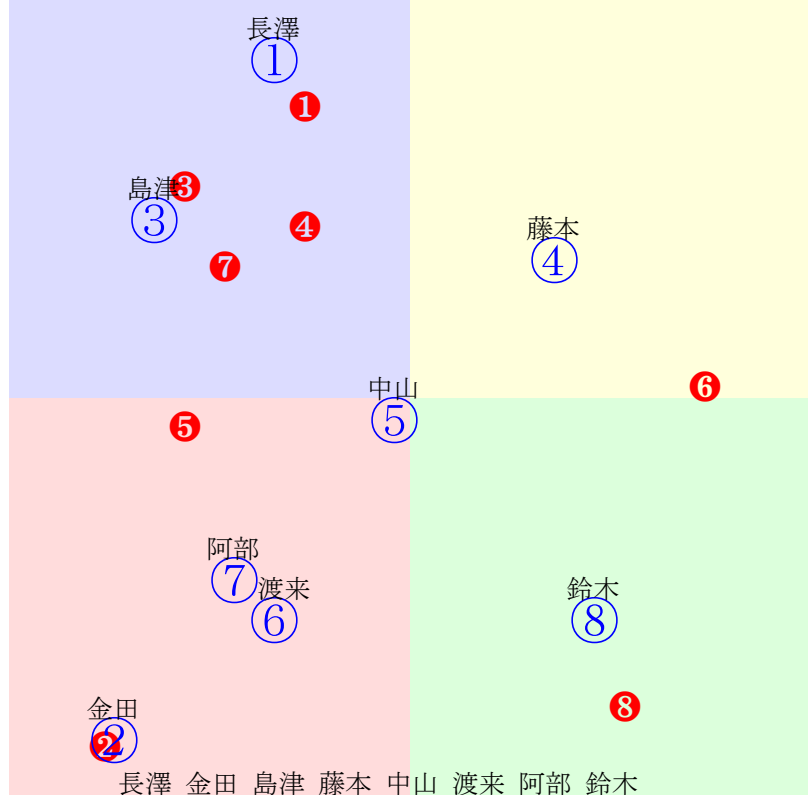 長澤
①
❶
島津
❸
③
❹
藤本
④
❼
中山
⑤
❻
❺
阿部
⑦
渡来
⑥
鈴木
⑧
金田
②
❷
❽
長澤 金田 島津 藤本 中山 渡来 阿部 鈴木